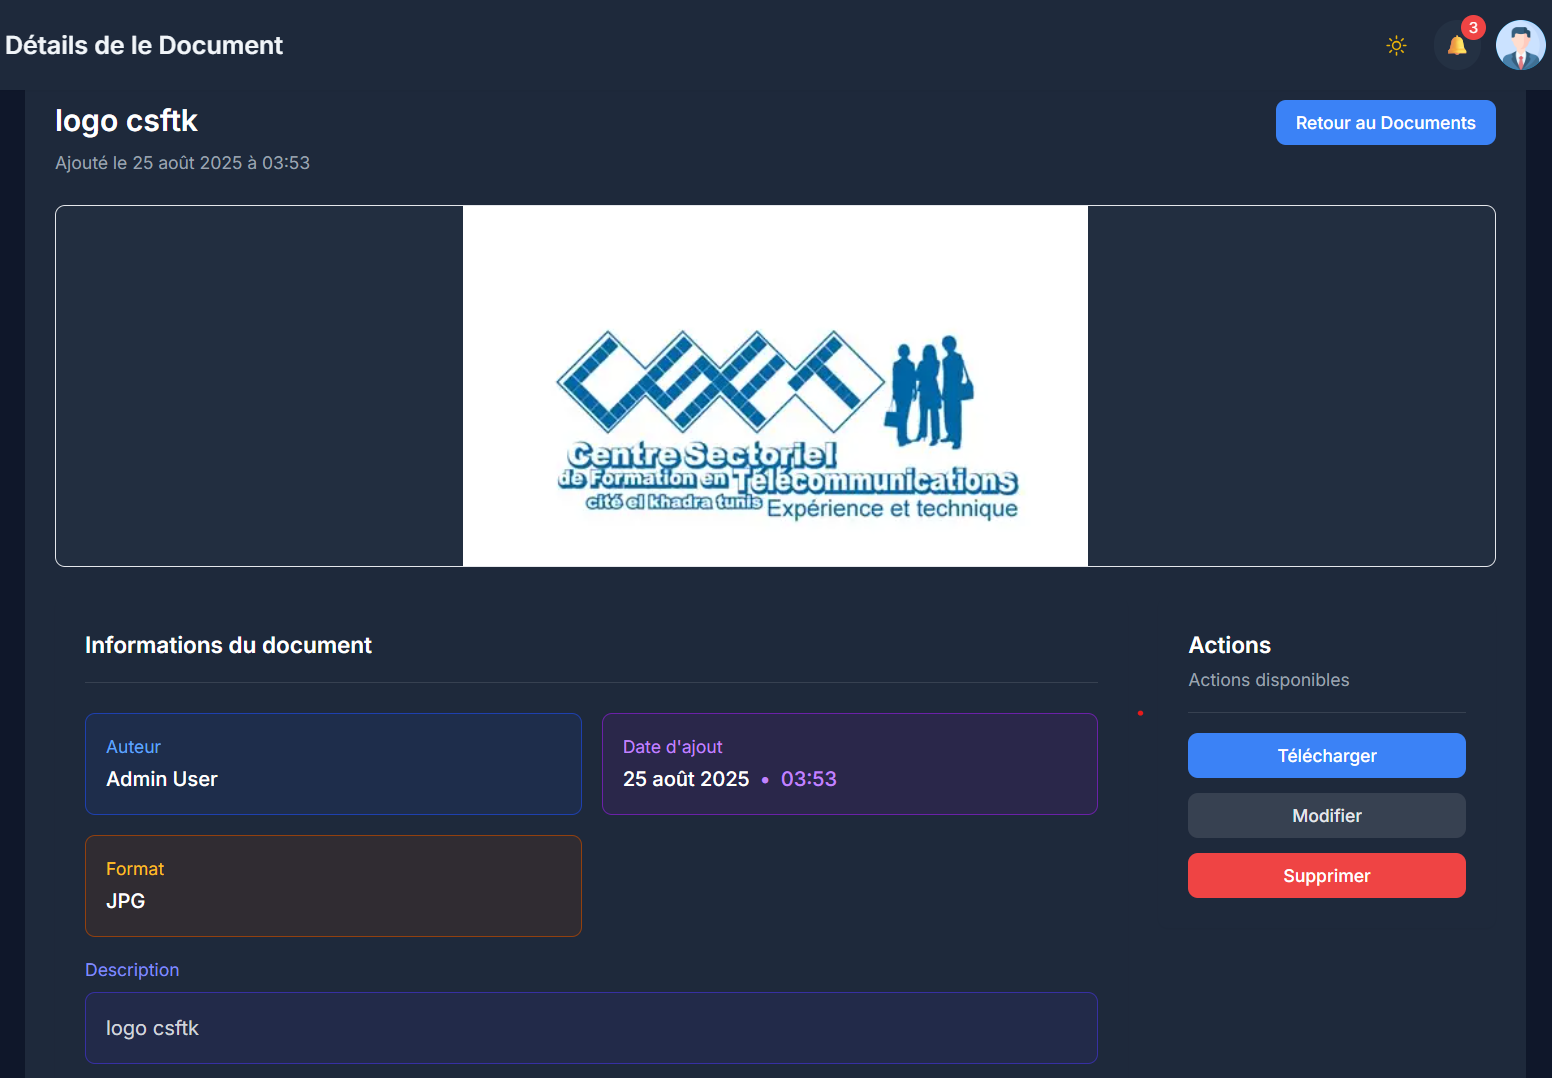 Détails de le Document
3
logo csftk
Retour au Documents
Ajouté le 25 août 2025 à 03:53
CSFT
Centre Sectoriel
de Formation en Télécommunications
cité el khadra tunis Expérience et technique
Informations du document
Actions
Actions disponibles
Auteur
Admin User
Date d'ajout
25 août 2025 • 03:53
Télécharger
Modifier
Supprimer
Format
JPG
Description
logo csftk